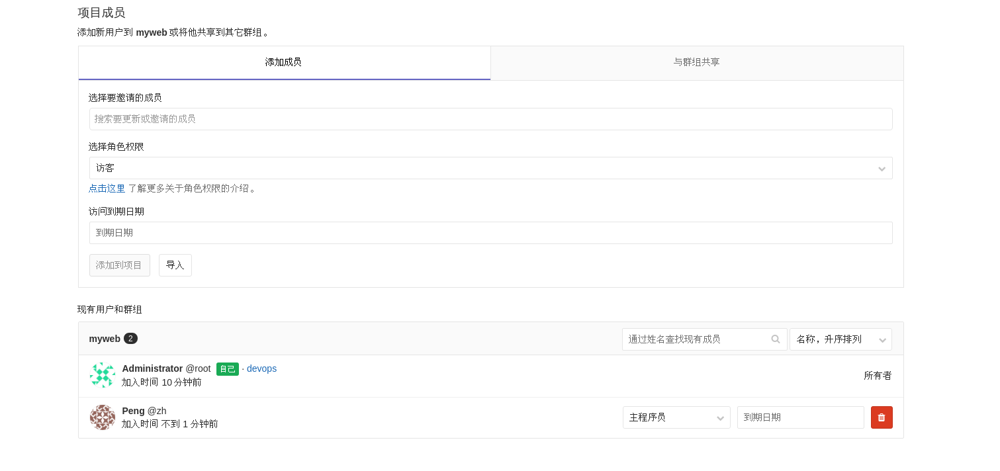 项目成员
添加新用户到 myweb 或将他共享到其它群组。
添加成员
与群组共享
选择要邀请的成员
搜索要更新或邀请的成员
选择角色权限
访客
点击这里 了解更多关于角色权限的介绍。
访问到期日期
到期日期
添加到项目 导入
现有用户和群组
myweb 2
通过姓名查找现有成员
名称，升序排列
Administrator @root 自己 · devops
加入时间 10 分钟前
所有者
Peng @zh
加入时间 不到 1 分钟前
主程序员
到期日期